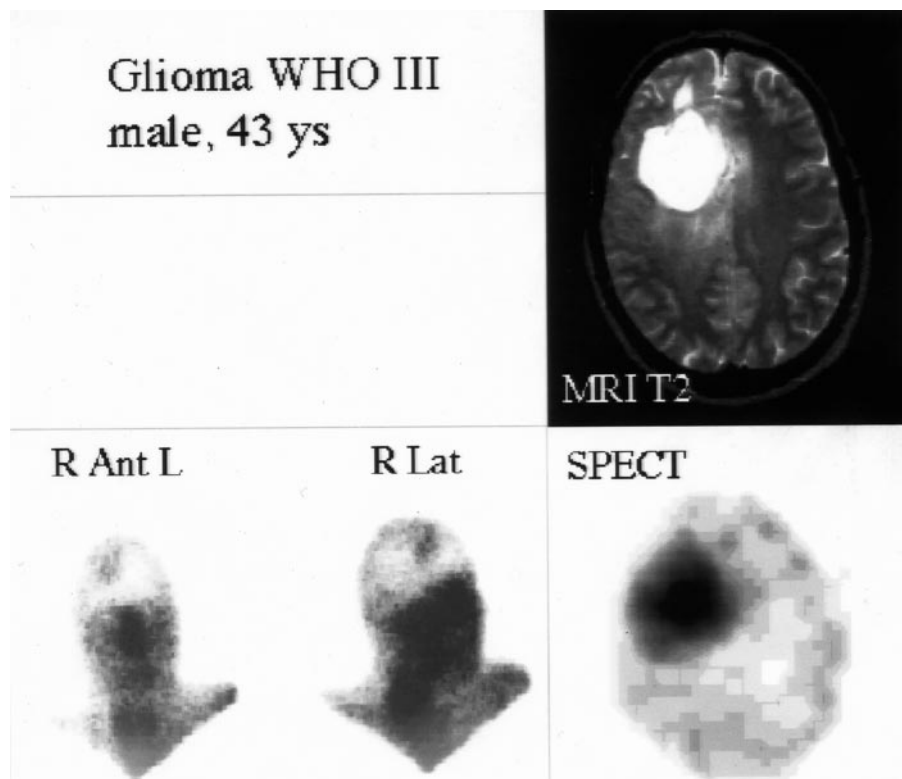 Glioma WHO III
male, 43 ys
MRI T2
R Ant L
R Lat
SPECT